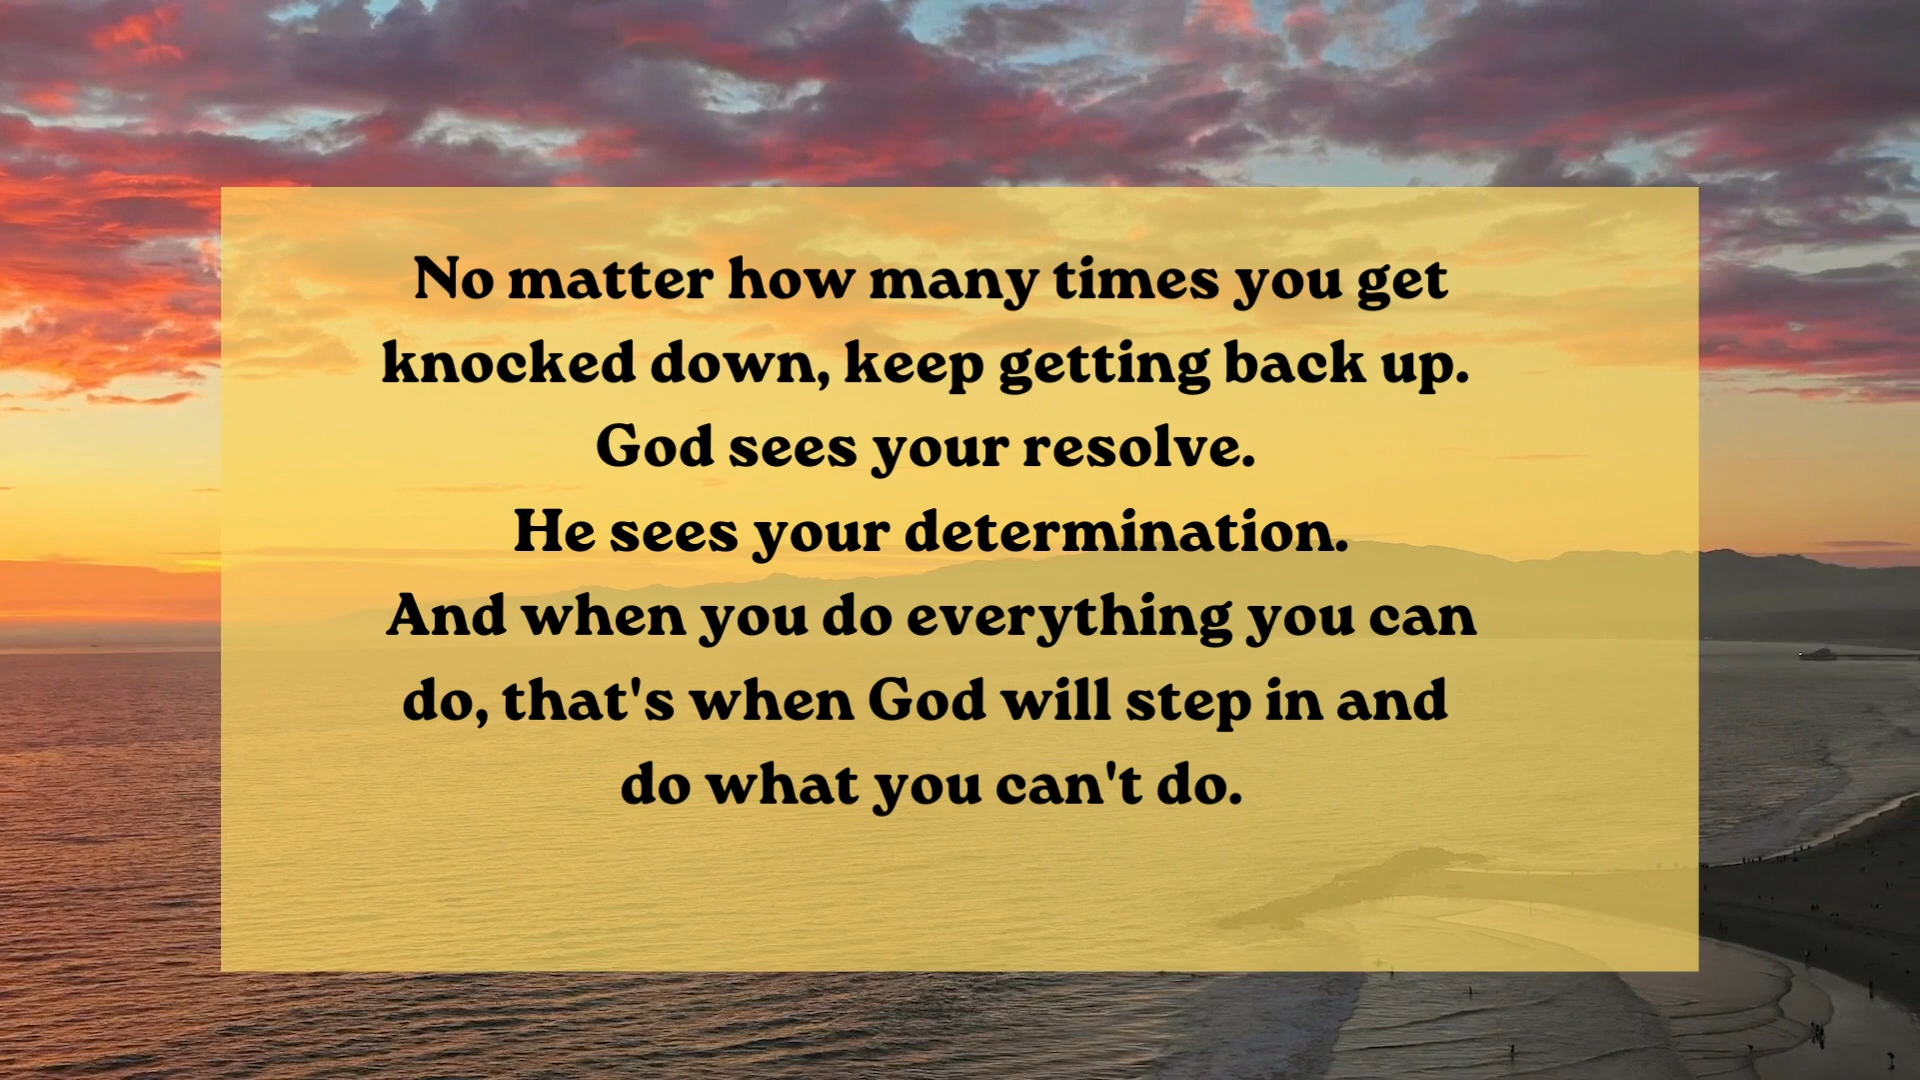 No matter how many times you get
knocked down, keep getting back up.
God sees your resolve.
He sees your determination.
And when you do everything you can
do, that's when God will step in and
do what you can't do.